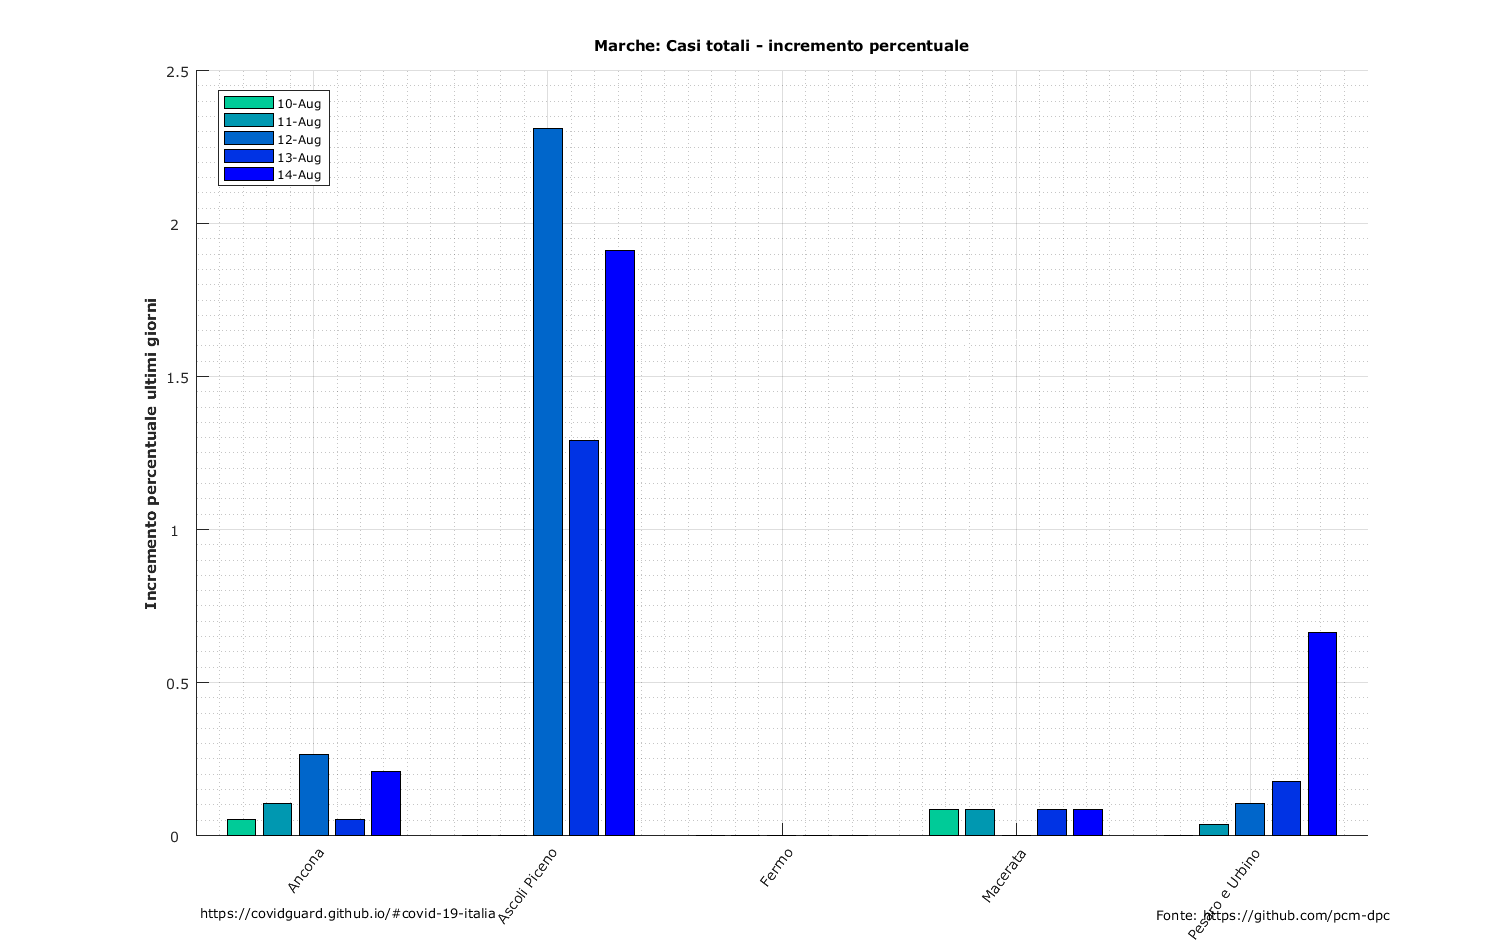 Marche: Casi totali - incremento percentuale
2.5
2
1.5
1
0.5
0
Incremento percentuale ultimi giorni
10-Aug
11-Aug
12-Aug
13-Aug
14-Aug
Ancona
Ascoli Piceno
Fermo
Macerata
Pesaro e Urbino
https://covidguard.github.io/#covid-19-italia
Fonte: https://github.com/pcm-dpc